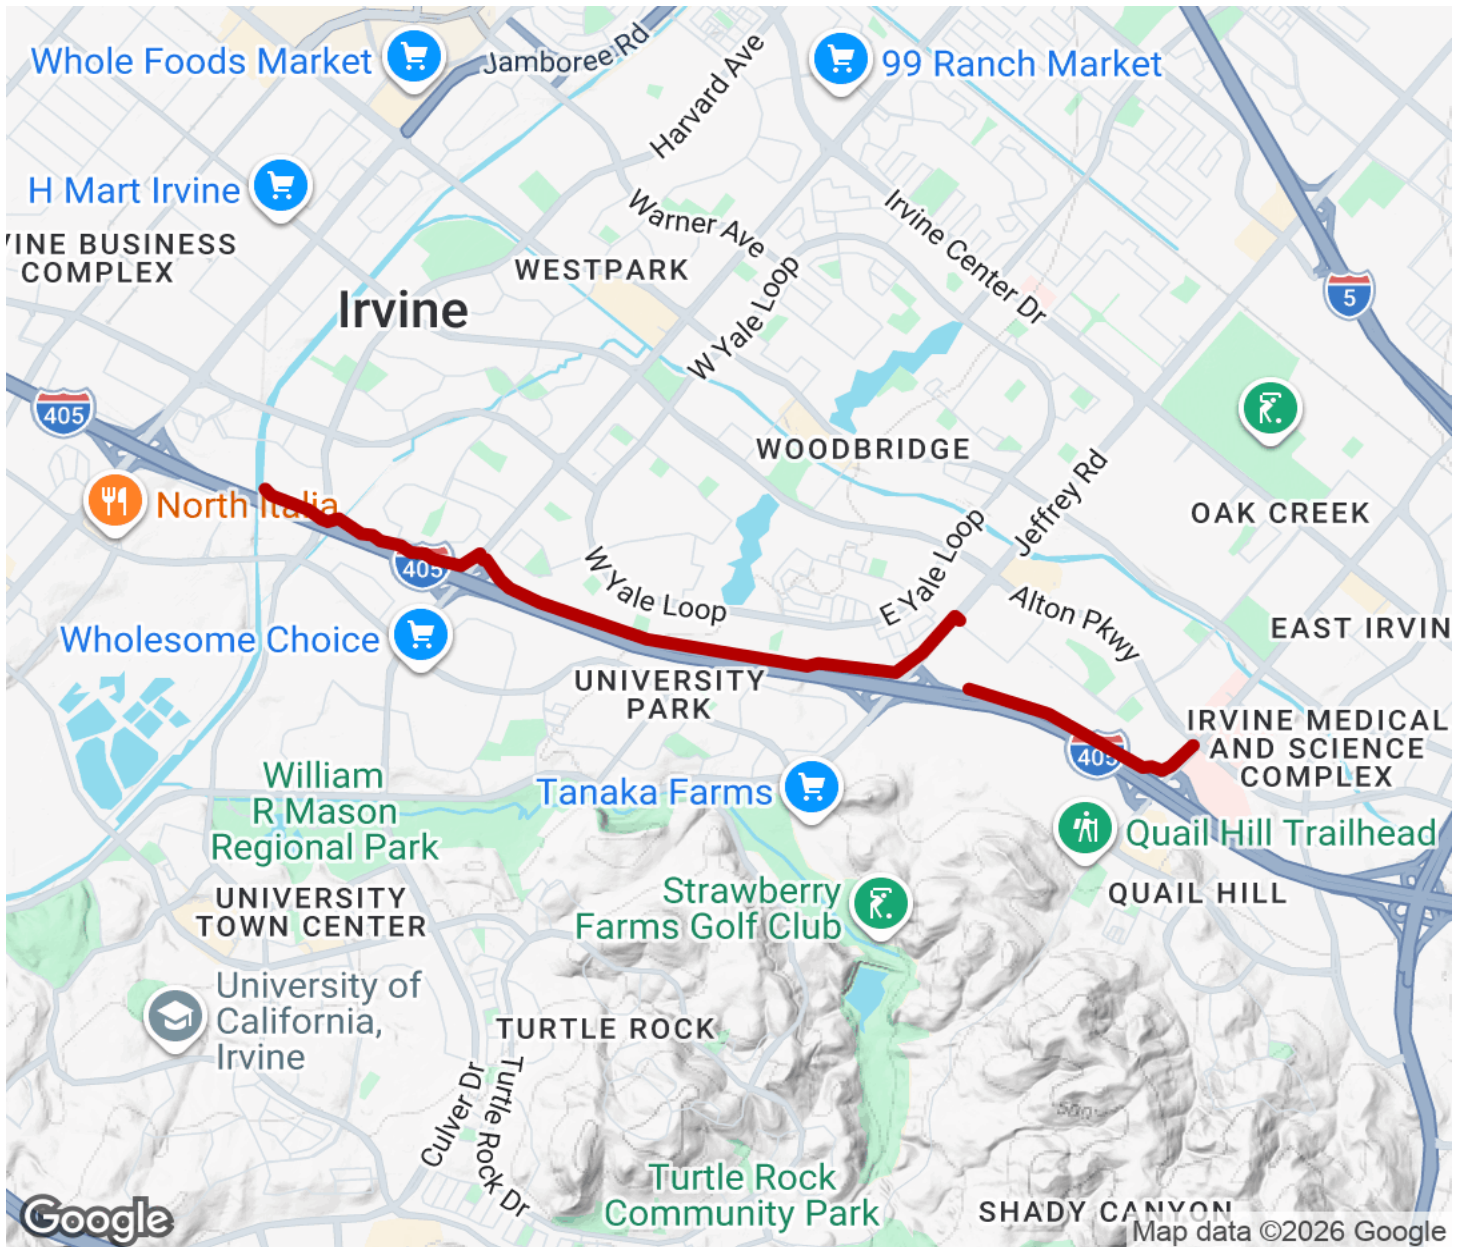 Whole Foods Market
Jamboree Rd
Harvard Ave
99 Ranch Market
H Mart Irvine
VINE BUSINESS
COMPLEX
Warner Ave
Irvine Center Dr
WESTPARK
Irvine
W Yale Loop
5
405
WOODBRIDGE
Jeffrey Rd
North Italia
OAK CREEK
405
W Yale Loop
E Yale Loop
Alton Pkwy
Wholesome Choice
EAST IRVIN
UNIVERSITY
PARK
IRVINE MEDICAL
AND SCIENCE
COMPLEX
405
William
R Mason
Regional Park
Tanaka Farms
Quail Hill Trailhead
UNIVERSITY
TOWN CENTER
Strawberry
Farms Golf Club
QUAIL HILL
University of
California,
Irvine
TURTLE ROCK
Culver Dr
Turtle Rock Dr
Turtle Rock
Community Park
SHADY CANYON
Google
Map data ©2026 Google